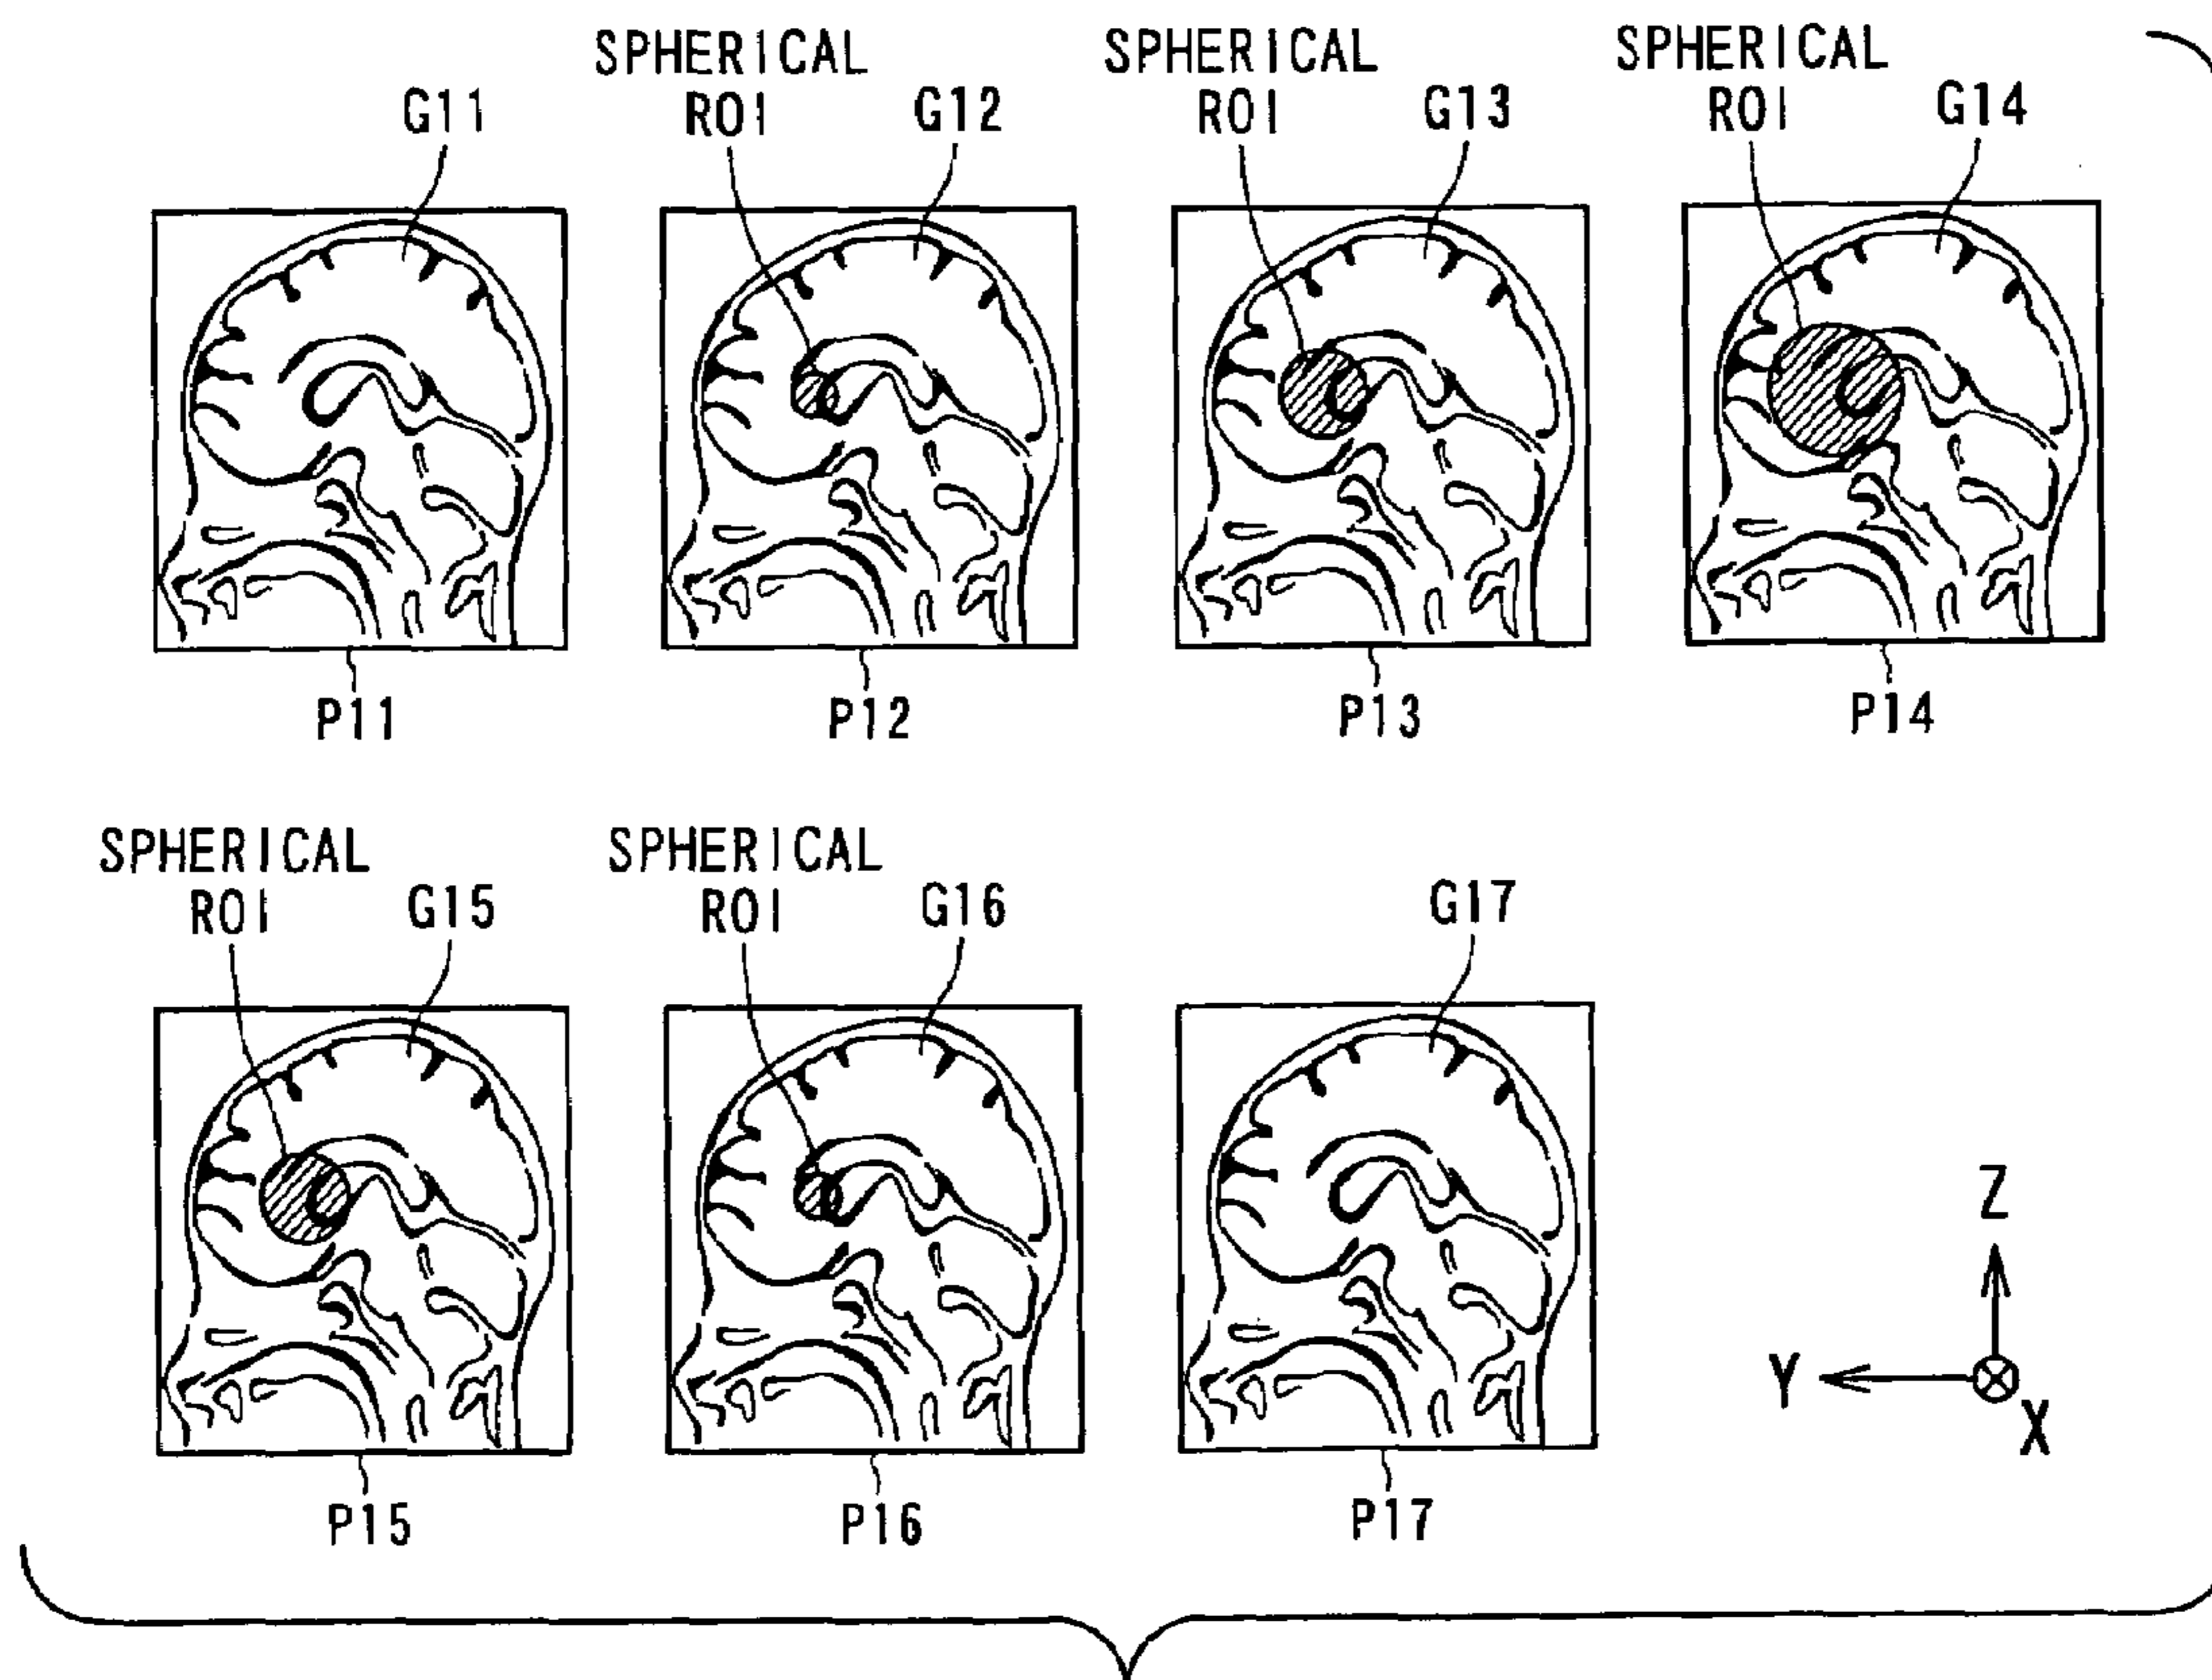 SPHERICAL
ROI
SPHERICAL
ROI
SPHERICAL
ROI
G11
G12
G13
G14
P11
P12
P13
P14
SPHERICAL
ROI
SPHERICAL
ROI
G15
G16
G17
P15
P16
P17
Z
Y
X